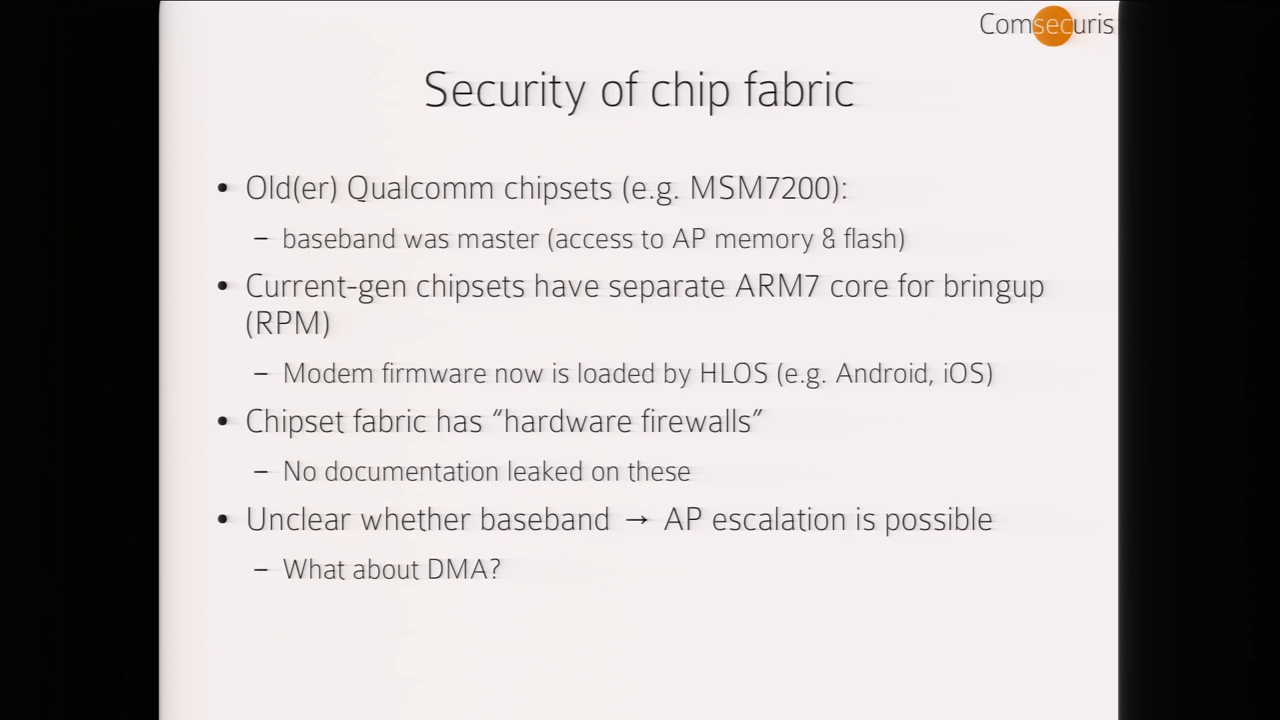 Comsecuris
Security of chip fabric
• Old(er) Qualcomm chipsets (e.g. MSM7200):
– baseband was master (access to AP memory & flash)
• Current-gen chipsets have separate ARM7 core for bringup
(RPM)
– Modem firmware now is loaded by HLOS (e.g. Android, iOS)
• Chipset fabric has “hardware firewalls”
– No documentation leaked on these
• Unclear whether baseband → AP escalation is possible
– What about DMA?